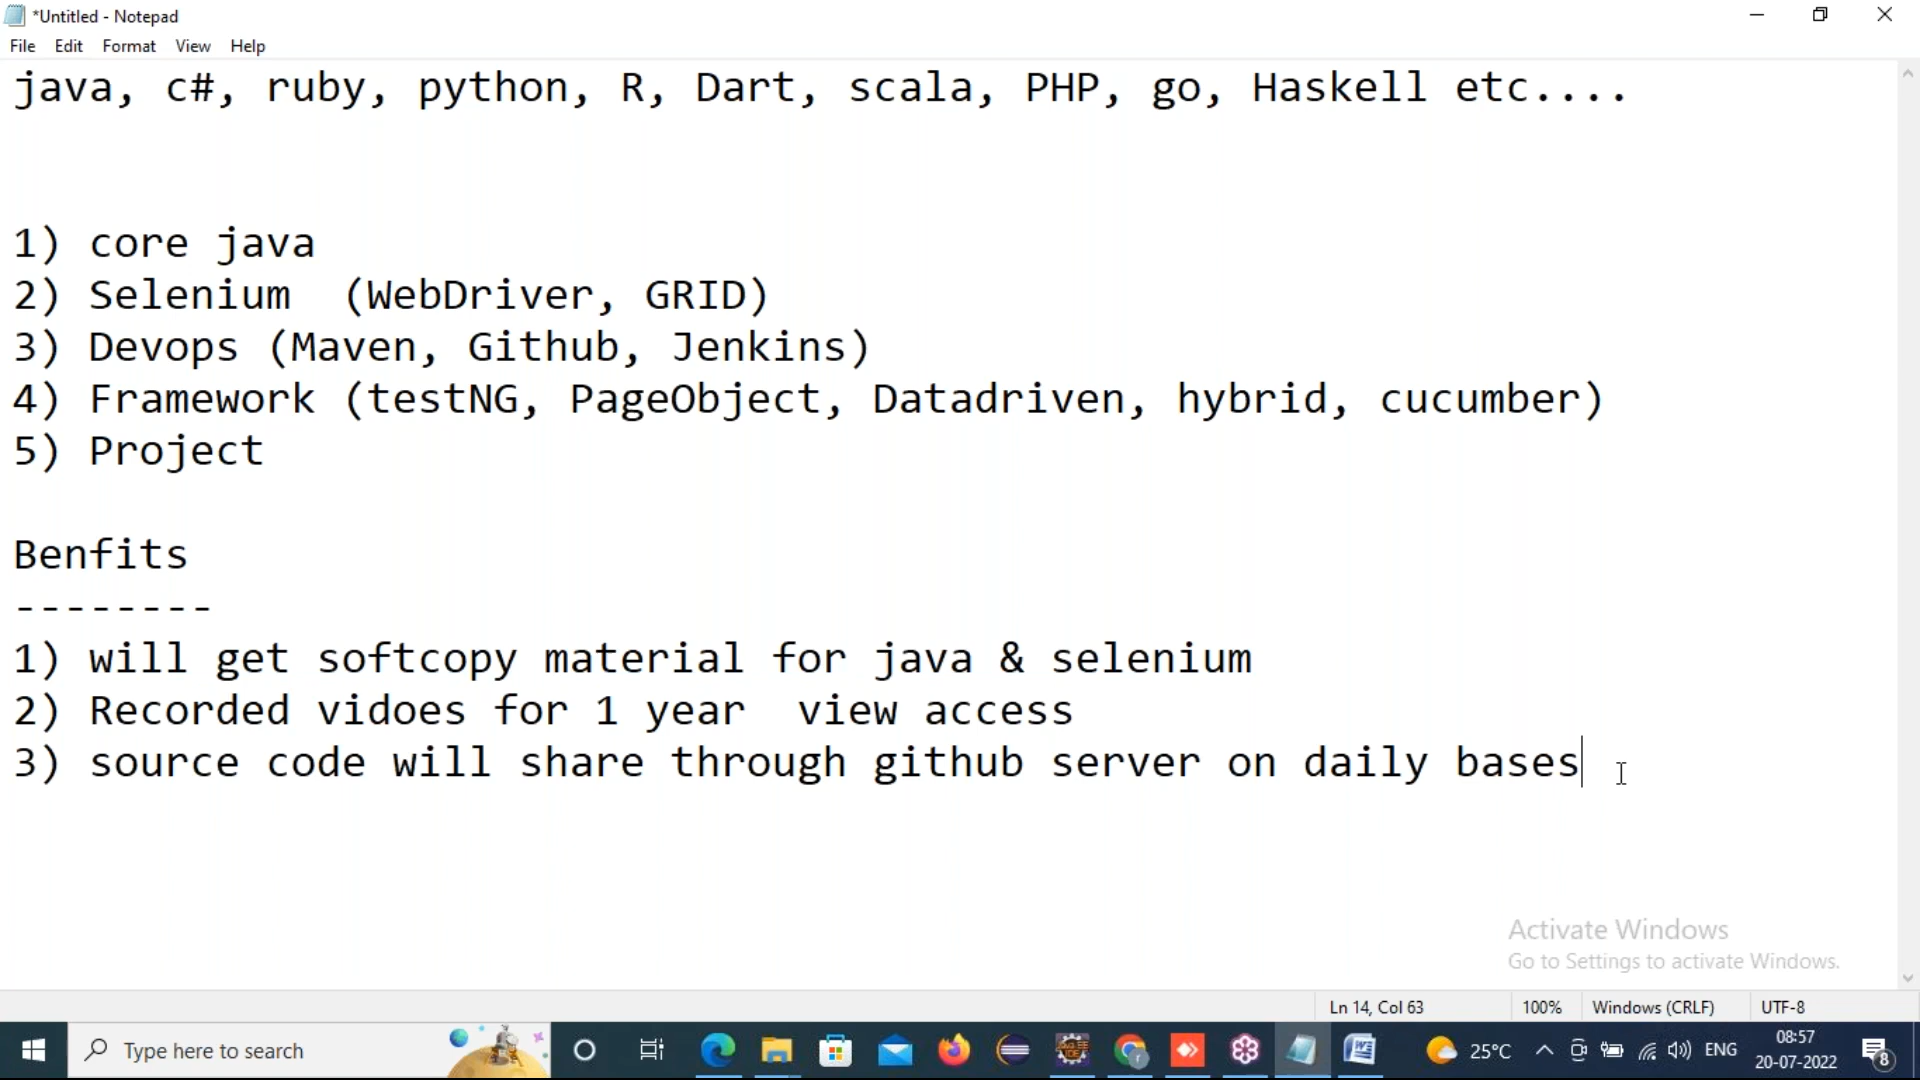 *Untitled - Notepad
File Edit Format View Help
java, c#, ruby, python, R, Dart, scala, PHP, go, Haskell etc....
1) core java
2) Selenium  (WebDriver, GRID)
3) Devops (Maven, Github, Jenkins)
4) Framework (testNG, PageObject, Datadriven, hybrid, cucumber)
5) Project
Benfits
--------
1) will get softcopy material for java & selenium
2) Recorded vidoes for 1 year  view access
3) source code will share through github server on daily bases
Activate Windows
Go to Settings to activate Windows.
Ln 14, Col 63 100% Windows (CRLF) UTF-8
Type here to search 25°C ENG 08:57
20-07-2022 8